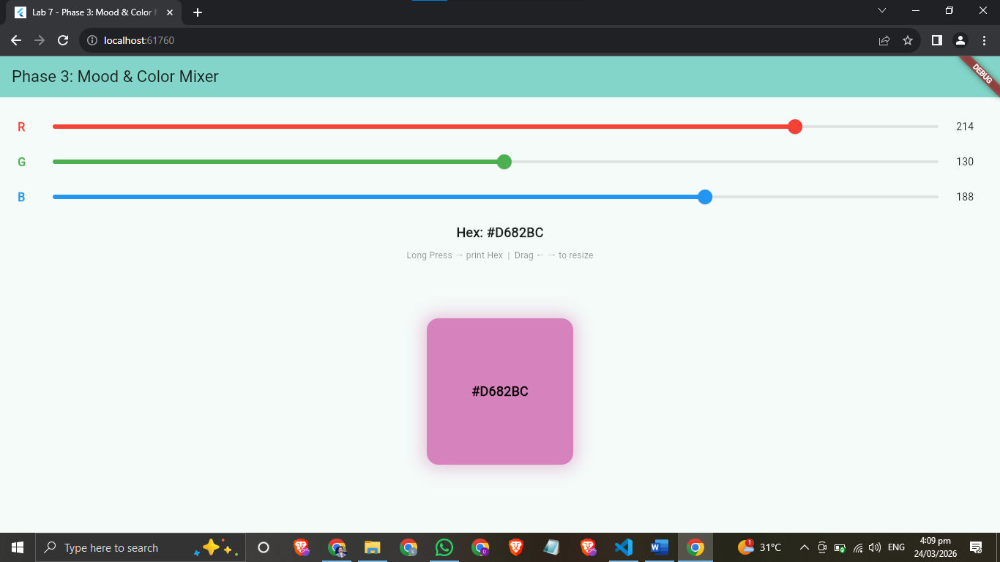 Lab 7 - Phase 3: Mood & Color M
localhost:61760
Phase 3: Mood & Color Mixer
DEBUG
R 214
G 130
B 188
Hex: #D682BC
Long Press → print Hex | Drag ← → to resize
#D682BC
Type here to search
1
31°C
ENG
4:09 pm
24/03/2026